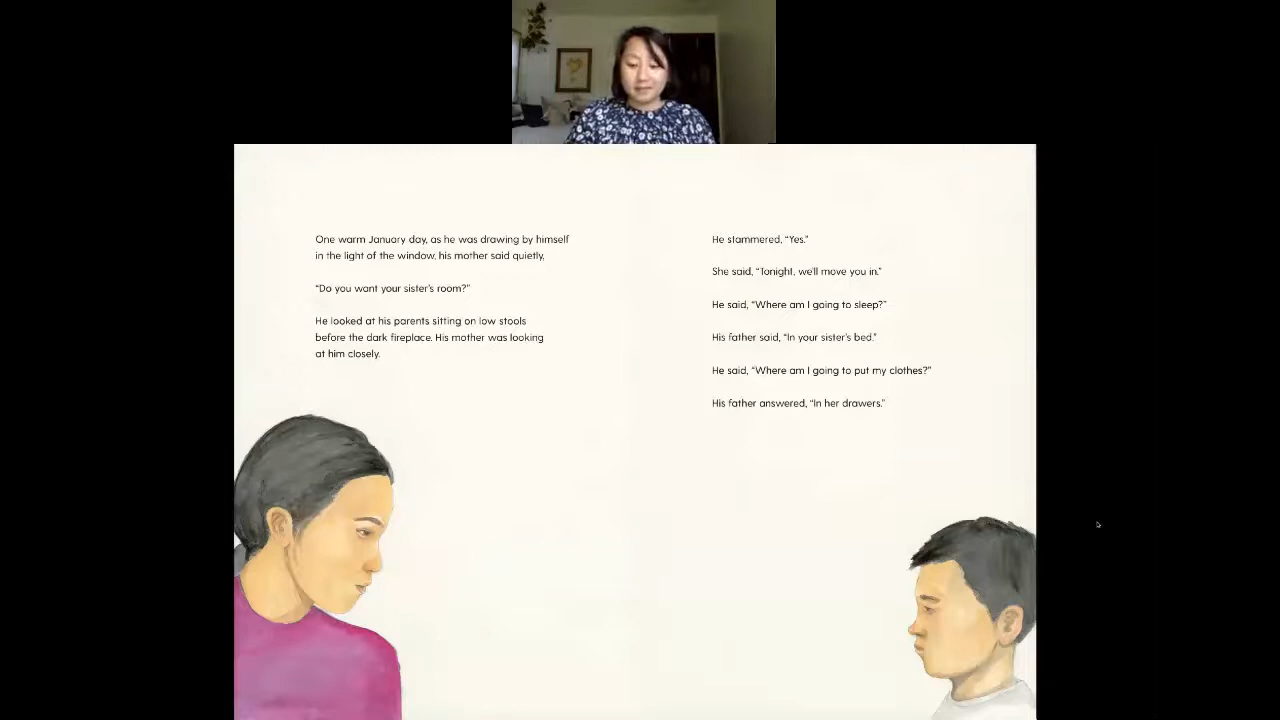 One warm January day, as he was drawing by himself
in the light of the window, his mother said quietly,
“Do you want your sister’s room?”
He looked at his parents sitting on low stools
before the dark fireplace. His mother was looking
at him closely.
He stammered, “Yes.”
She said, “Tonight, we’ll move you in.”
He said, “Where am I going to sleep?”
His father said, “In your sister’s bed.”
He said, “Where am I going to put my clothes?”
His father answered, “In her drawers.”